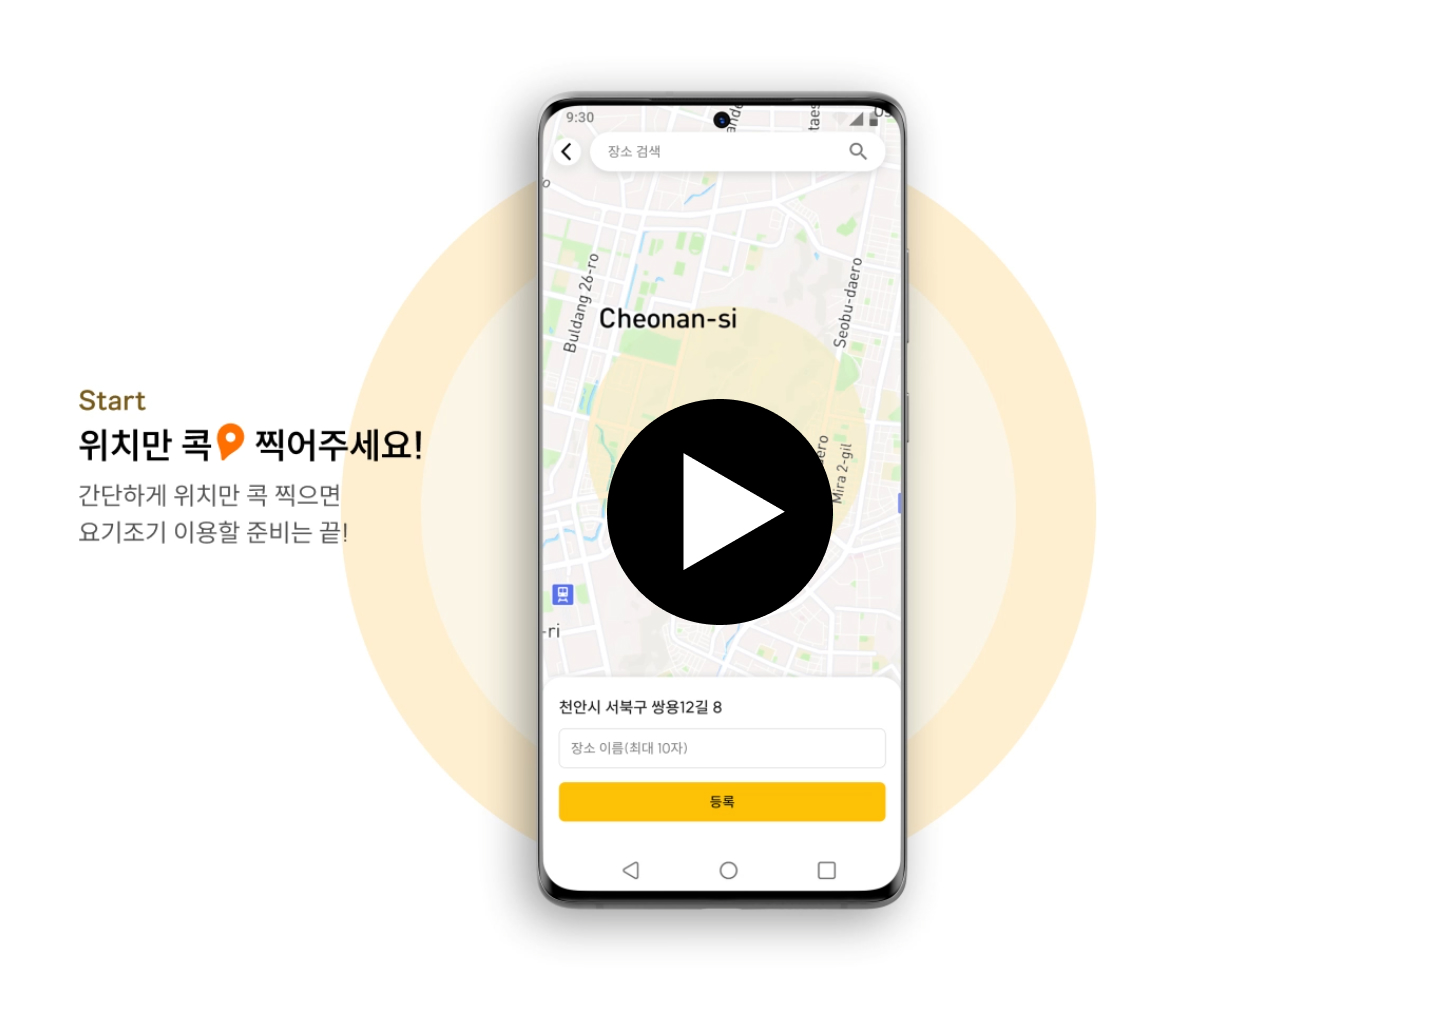 Start
위치만 콕 찍어주세요!
간단하게 위치만 콕 찍으면
요기조기 이용할 준비는 끝!
9:30
장소 검색
Buldang 26-ro
Cheonan-si
Seobu-daero
Mira 2-gil
-ri
천안시 서북구 쌍용12길 8
장소 이름(최대 10자)
등록